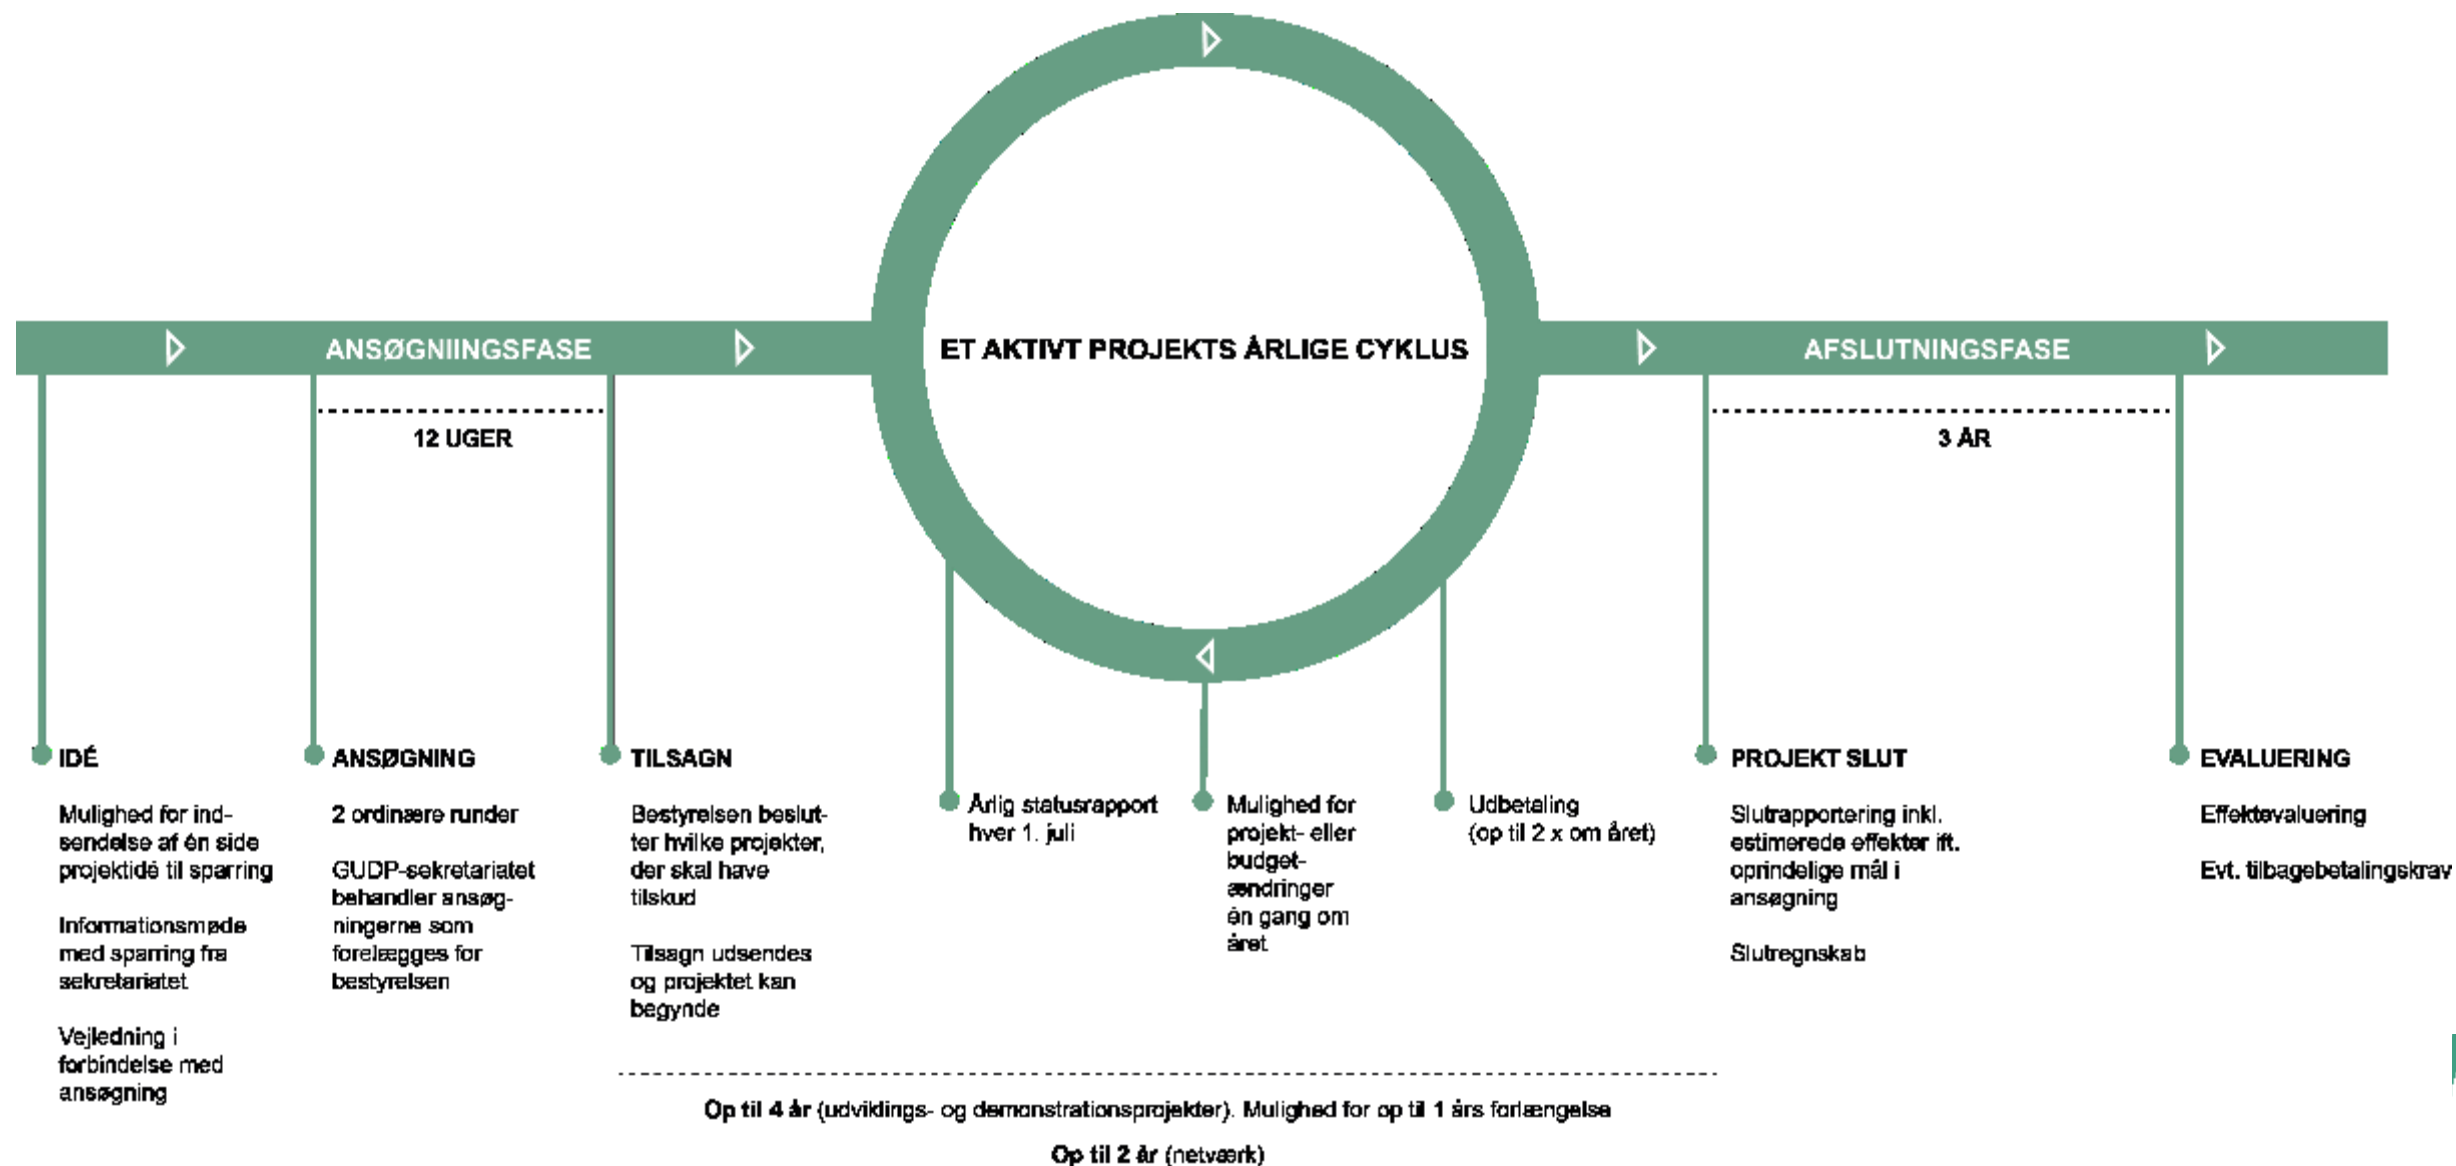 ANSØGNIINGSFASE
ET AKTIVT PROJEKTS ÅRLIGE CYKLUS
AFSLUTNINGSFASE
12 UGER
3 ÅR
IDÉ
Mulighed for ind-
sendelse af én side
projektidé til sparring
Informationsmøde
med sparring fra
sekretariatet
Vejledning i
forbindelse med
ansøgning
ANSØGNING
2 ordinære runder
GUDP-sekretariatet
behandler ansøg-
ningerne som
forelægges for
bestyrelsen
TILSAGN
Bestyrelsen beslut-
ter hvilke projekter,
der skal have
tilskud
Tilsagn udsendes
og projektet kan
begynde
Årlig statusrapport
hver 1. juli
Mulighed for
projekt- eller
budget-
ændringer
én gang om
året
Udbetaling
(op til 2 x om året)
PROJEKT SLUT
Slutrapportering inkl.
estimerede effekter ift.
oprindelige mål i
ansøgning
Slutregnskab
EVALUERING
Effektevaluering
Evt. tilbagebetalingskrav
Op til 4 år (udviklings- og demonstrationsprojekter). Mulighed for op til 1 års forlængelse
Op til 2 år (netværk)